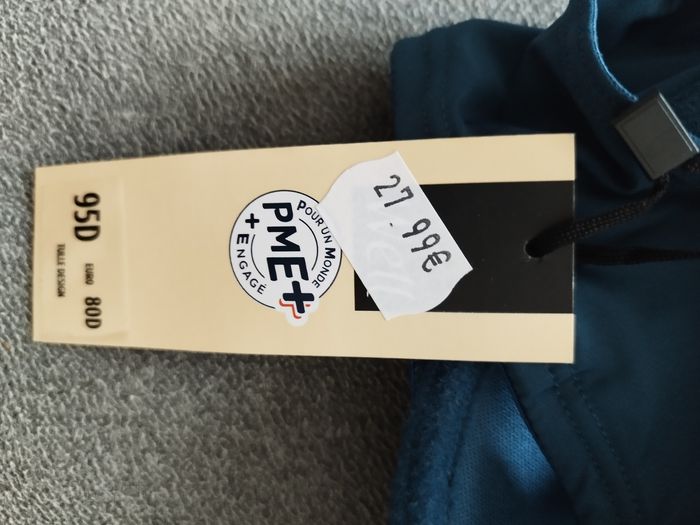 27.99€
POUR UN MONDE
PME+
+ ENGAGÉ
95D EURO 80D
TAILLE DESIGN